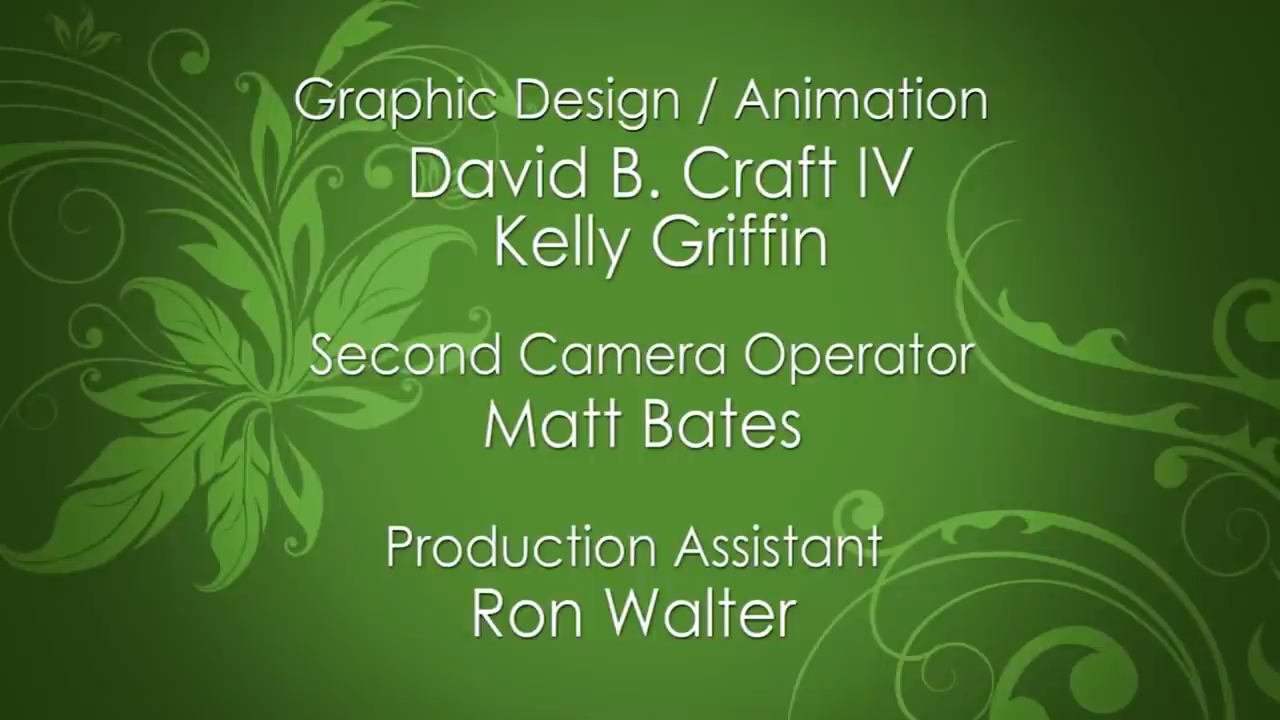 Graphic Design / Animation
David B. Craft IV
Kelly Griffin
Second Camera Operator
Matt Bates
Production Assistant
Ron Walter